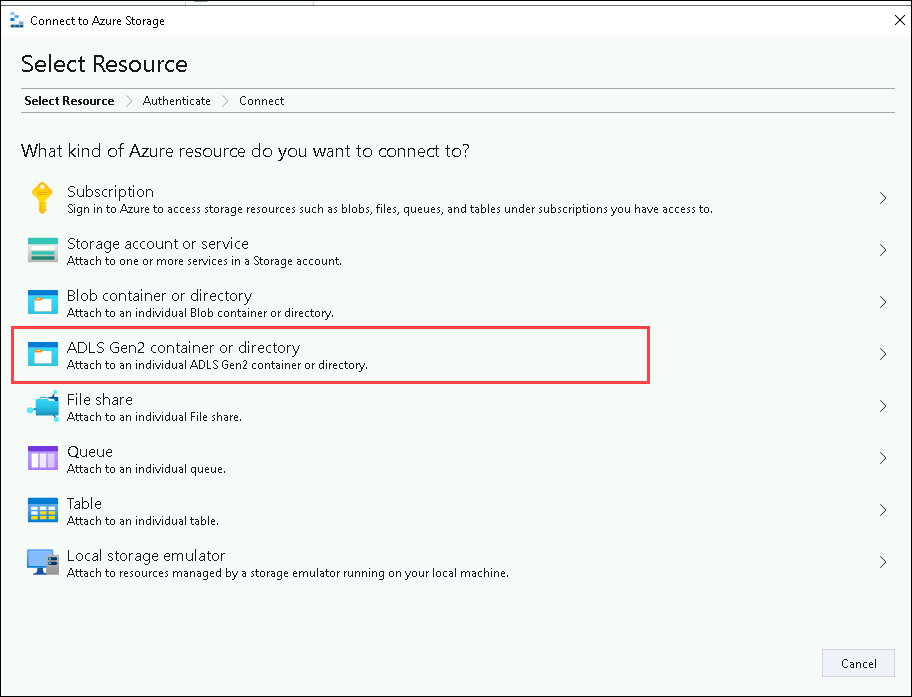 Connect to Azure Storage
Select Resource
Select Resource Authenticate Connect
What kind of Azure resource do you want to connect to?
Subscription
Sign in to Azure to access storage resources such as blobs, files, queues, and tables under subscriptions you have access to.
Storage account or service
Attach to one or more services in a Storage account.
Blob container or directory
Attach to an individual Blob container or directory.
ADLS Gen2 container or directory
Attach to an individual ADLS Gen2 container or directory.
File share
Attach to an individual File share.
Queue
Attach to an individual queue.
Table
Attach to an individual table.
Local storage emulator
Attach to resources managed by a storage emulator running on your local machine.
Cancel